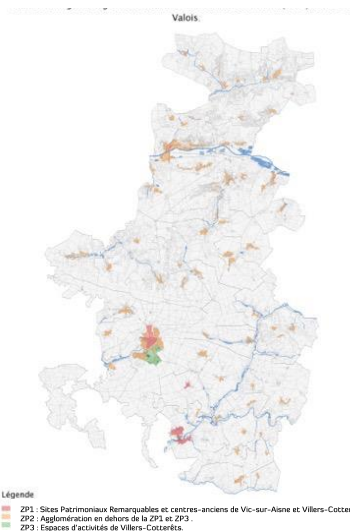 Valois.
Légende
ZP1 : Sites Patrimoniaux Remarquables et centres-anciens de Vic-sur-Aisne et Villers-Cotter
ZP2 : Agglomération en dehors de la ZP1 et ZP3 .
ZP3 : Espaces d'activités de Villers-Cotterêts.